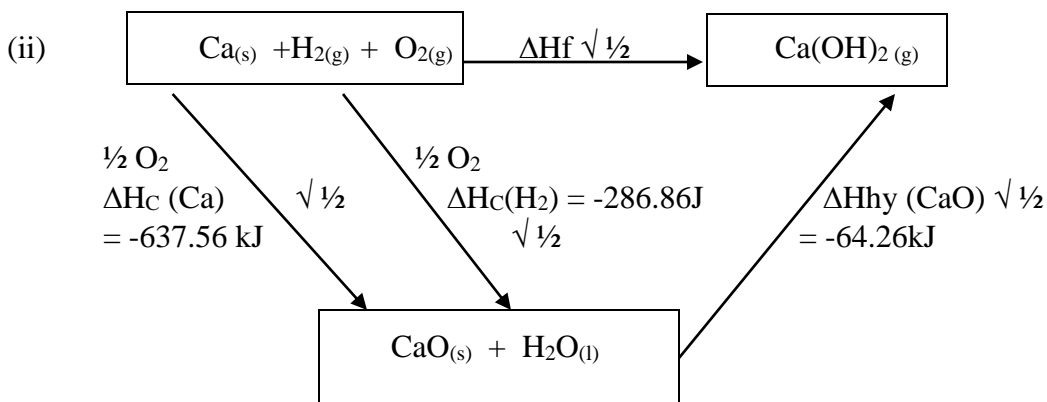 (ii)
Ca(s) +H2(g) + O2(g)
ΔHf √ ½
Ca(OH)2 (g)
½ O2
ΔHC (Ca) √ ½
= -637.56 kJ
½ O2
ΔHC(H2) = -286.86J
√ ½
ΔHhy (CaO) √ ½
= -64.26kJ
CaO(s) + H2O(l)